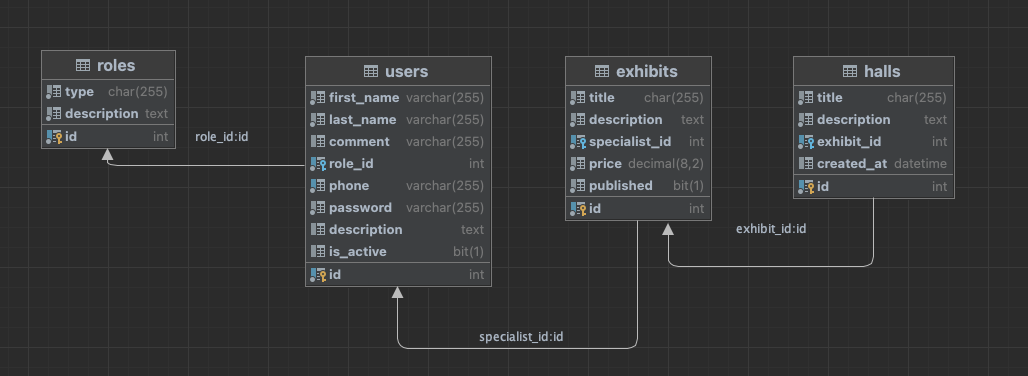 roles
type char(255)
description text
id int
role_id:id
users
first_name varchar(255)
last_name varchar(255)
comment varchar(255)
role_id int
phone varchar(255)
password varchar(255)
description text
is_active bit(1)
id int
exhibits
title char(255)
description text
specialist_id int
price decimal(8,2)
published bit(1)
id int
halls
title char(255)
description text
exhibit_id int
created_at datetime
id int
exhibit_id:id
specialist_id:id